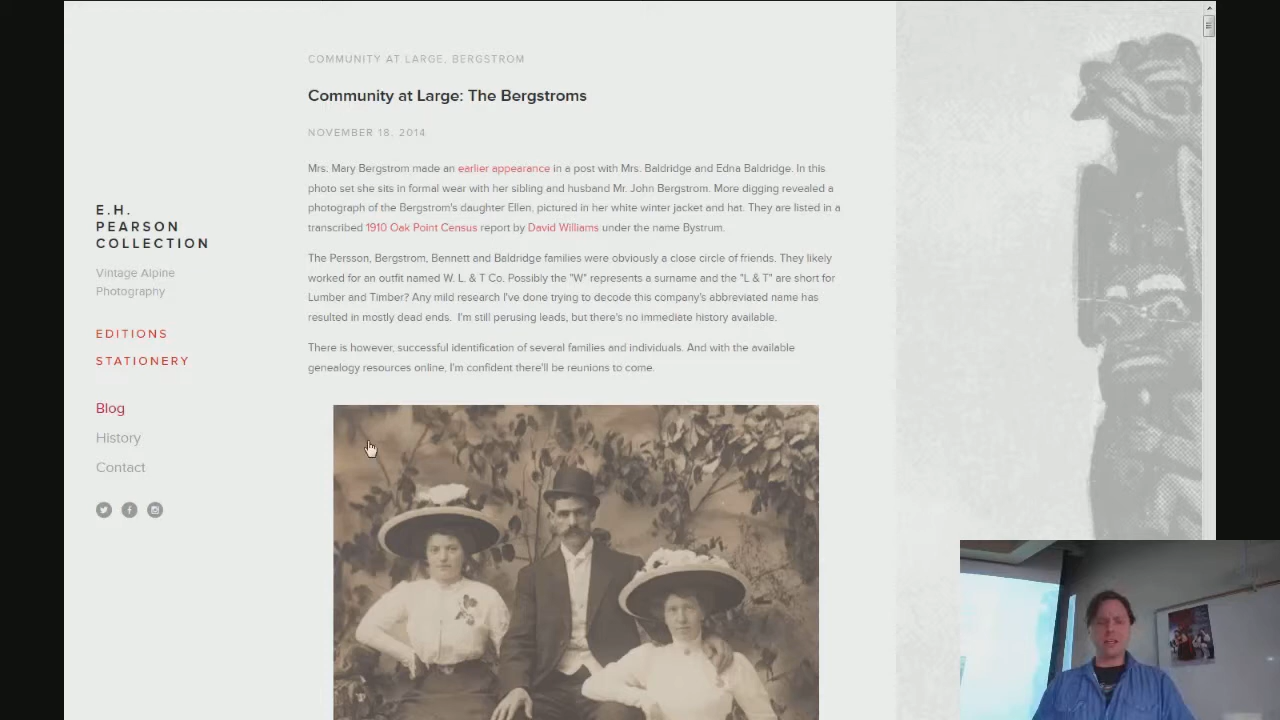 COMMUNITY AT LARGE, BERGSTROM
Community at Large: The Bergstroms
NOVEMBER 18, 2014
Mrs. Mary Bergstrom made an earlier appearance in a post with Mrs. Baldridge and Edna Baldridge. In this
photo set she sits in formal wear with her sibling and husband Mr. John Bergstrom. More digging revealed a
photograph of the Bergstrom's daughter Ellen, pictured in her white winter jacket and hat. They are listed in a
transcribed 1910 Oak Point Census report by David Williams under the name Bystrum.
The Persson, Bergstrom, Bennett and Baldridge families were obviously a close circle of friends. They likely
worked for an outfit named W. L. & T Co. Possibly the "W" represents a surname and the "L & T" are short for
Lumber and Timber? Any mild research I've done trying to decode this company's abbreviated name has
resulted in mostly dead ends.  I'm still perusing leads, but there's no immediate history available.
There is however, successful identification of several families and individuals. And with the available
genealogy resources online, I'm confident there'll be reunions to come.
E.H.
PEARSON
COLLECTION
Vintage Alpine
Photography
EDITIONS
STATIONERY
Blog
History
Contact